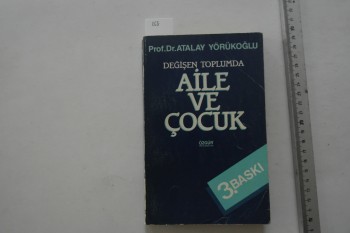 Prof.Dr.ATALAY YÖRÜKOĞLU
DEĞİŞEN TOPLUMDA
AİLE
VE
ÇOCUK
3.BASKI